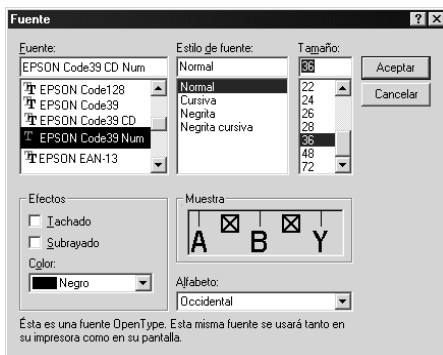 Fuente
Fuente:
EPSON Code39 CD Num
EPSON Code128
EPSON Code39
EPSON Code39 CD
EPSON Code39 Num
EPSON EAN-13
Estilo de fuente:
Normal
Normal
Cursiva
Negrita
Negrita cursiva
Tamaño:
36
22
24
26
28
36
48
72
Aceptar
Cancelar
Efectos
Tachado
Subrayado
Color:
Negro
Muestra
A B Y
Alfabeto:
Occidental
Ésta es una fuente OpenType. Esta misma fuente se usará tanto en
su impresora como en su pantalla.